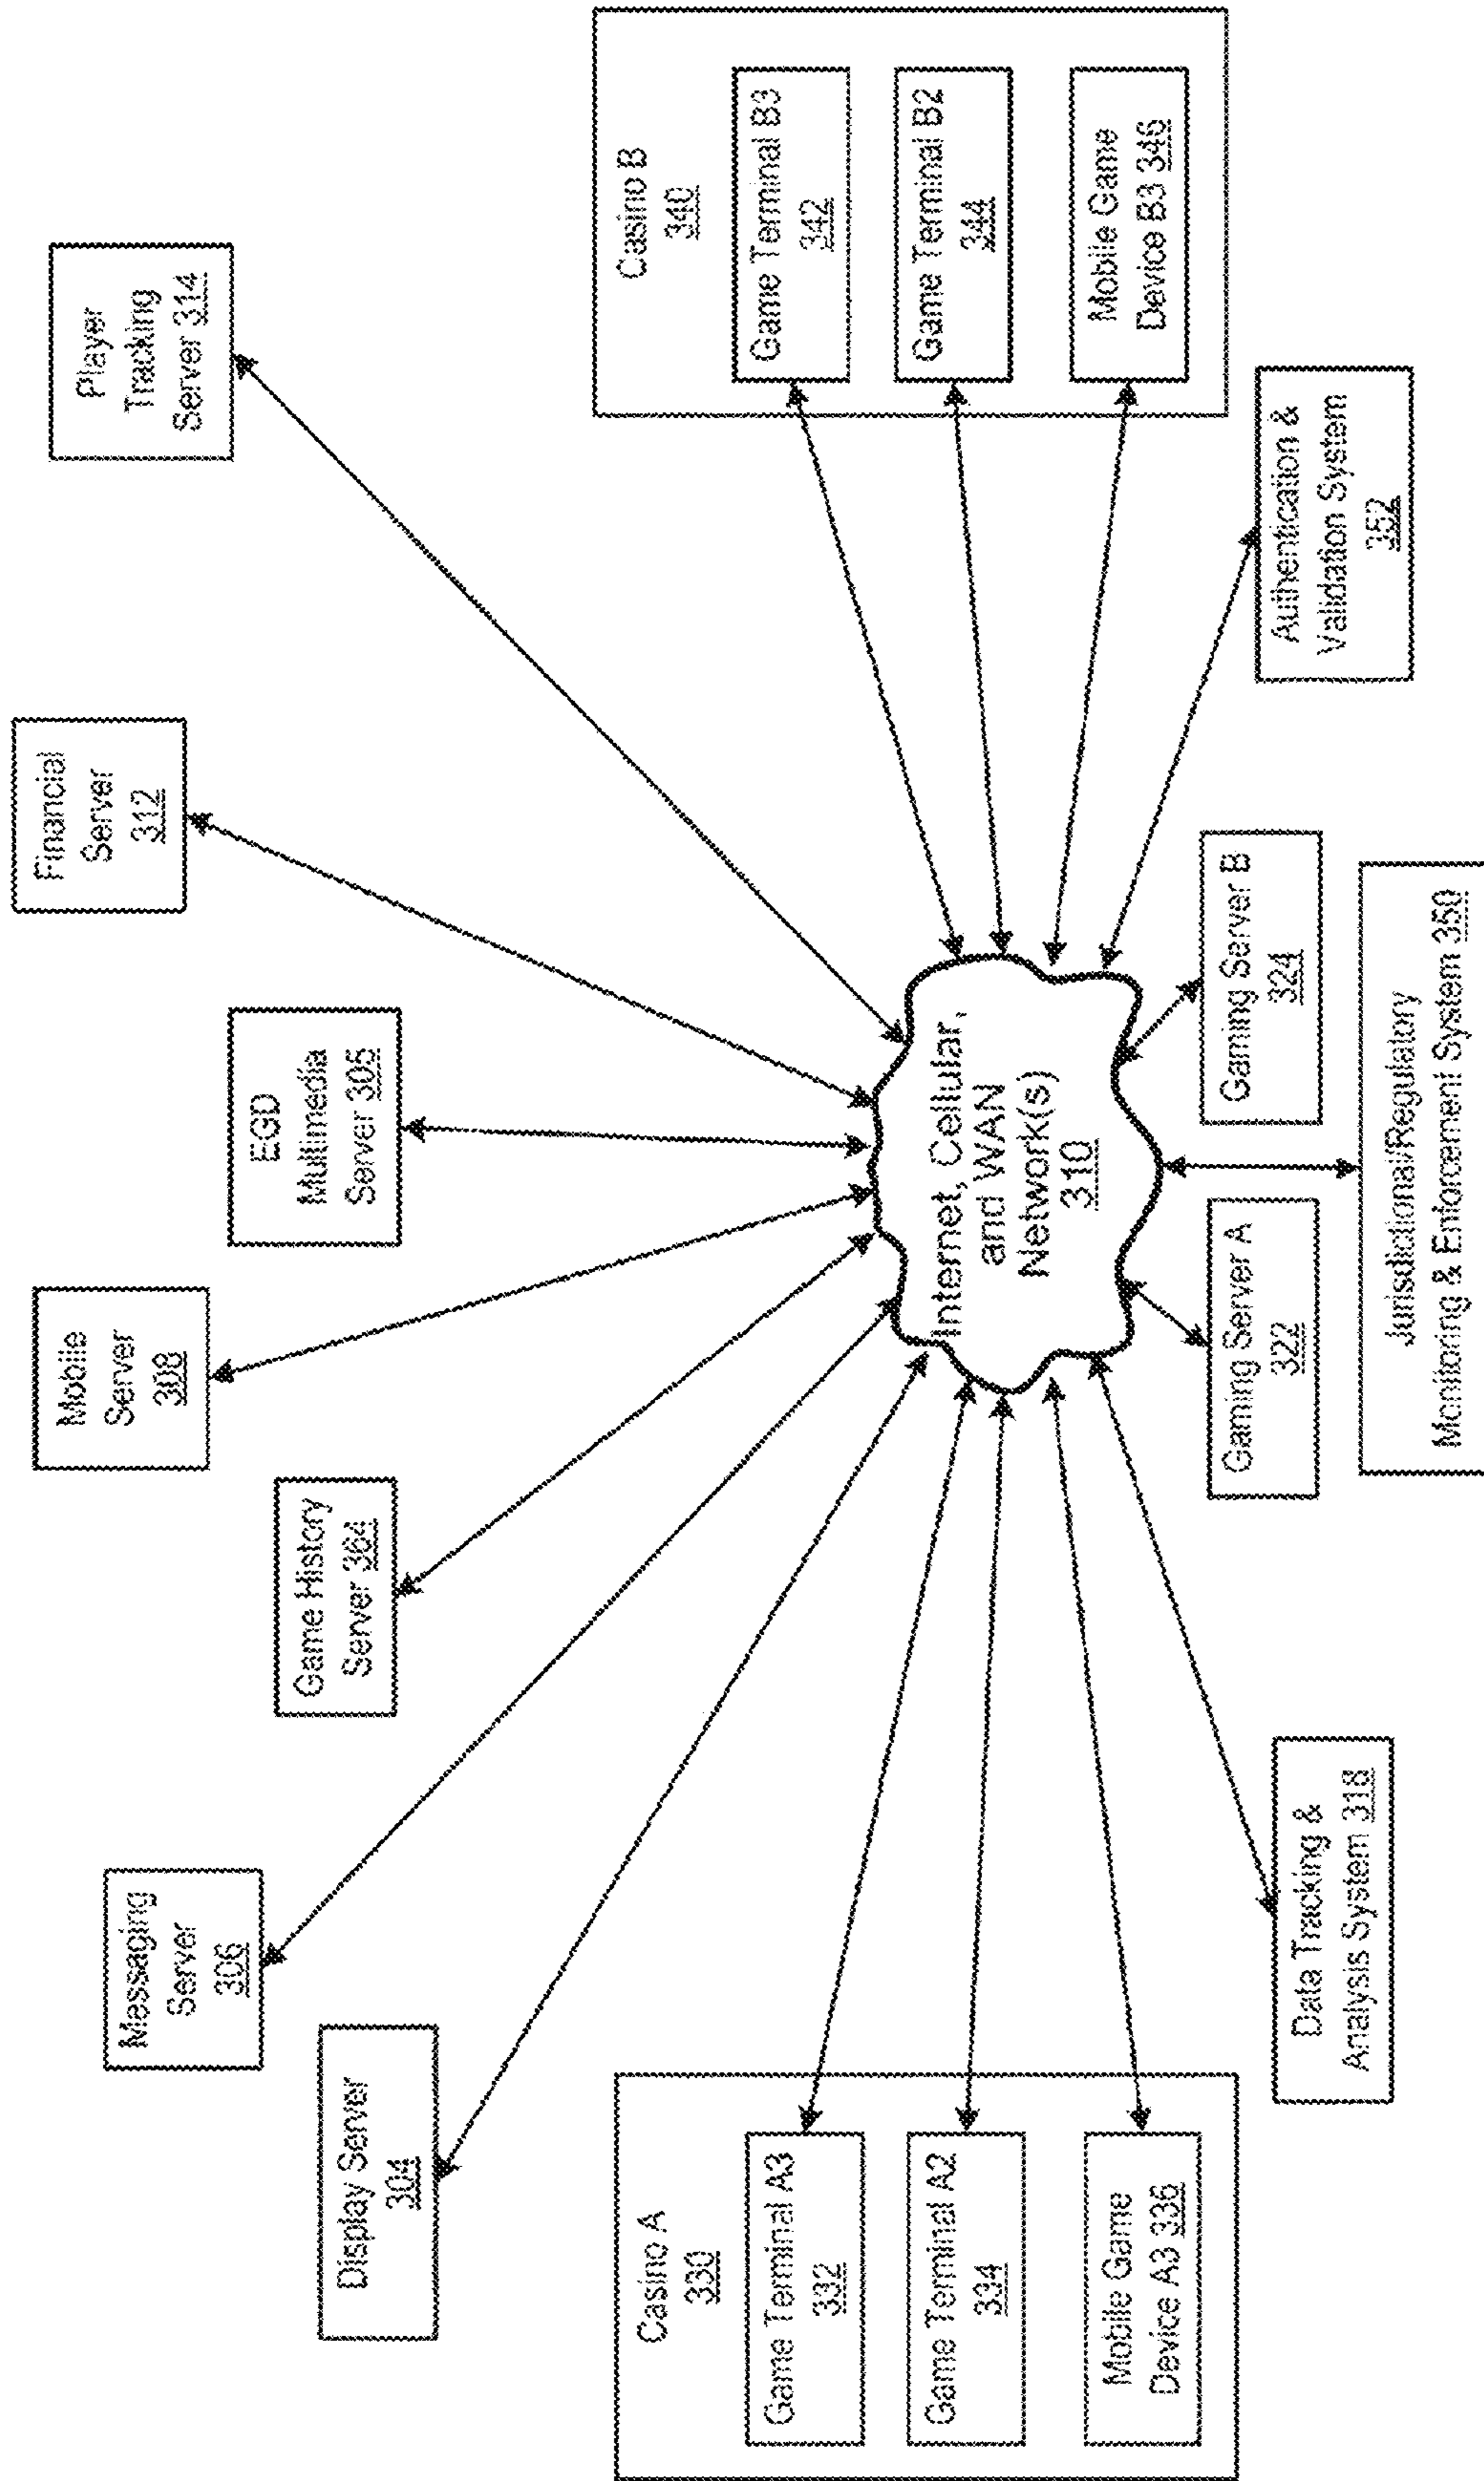 Player
Tracking
Server 314
Financial
Server
312
EGD
Multimedia
Server 305
Mobile
Server
308
Game History
Server 364
Messaging
Server
306
Display Server
304
Casino A
330
Game Terminal A3
332
Game Terminal A2
334
Mobile Game
Device A3 336
Internet, Cellular,
and WAN
Network(s)
310
Casino B
340
Game Terminal B3
342
Game Terminal B2
344
Mobile Game
Device B3 346
Data Tracking &
Analysis System 318
Gaming Server A
322
Gaming Server B
324
Authentication &
Validation System
352
Jurisdictional/Regulatory
Monitoring & Enforcement System 350